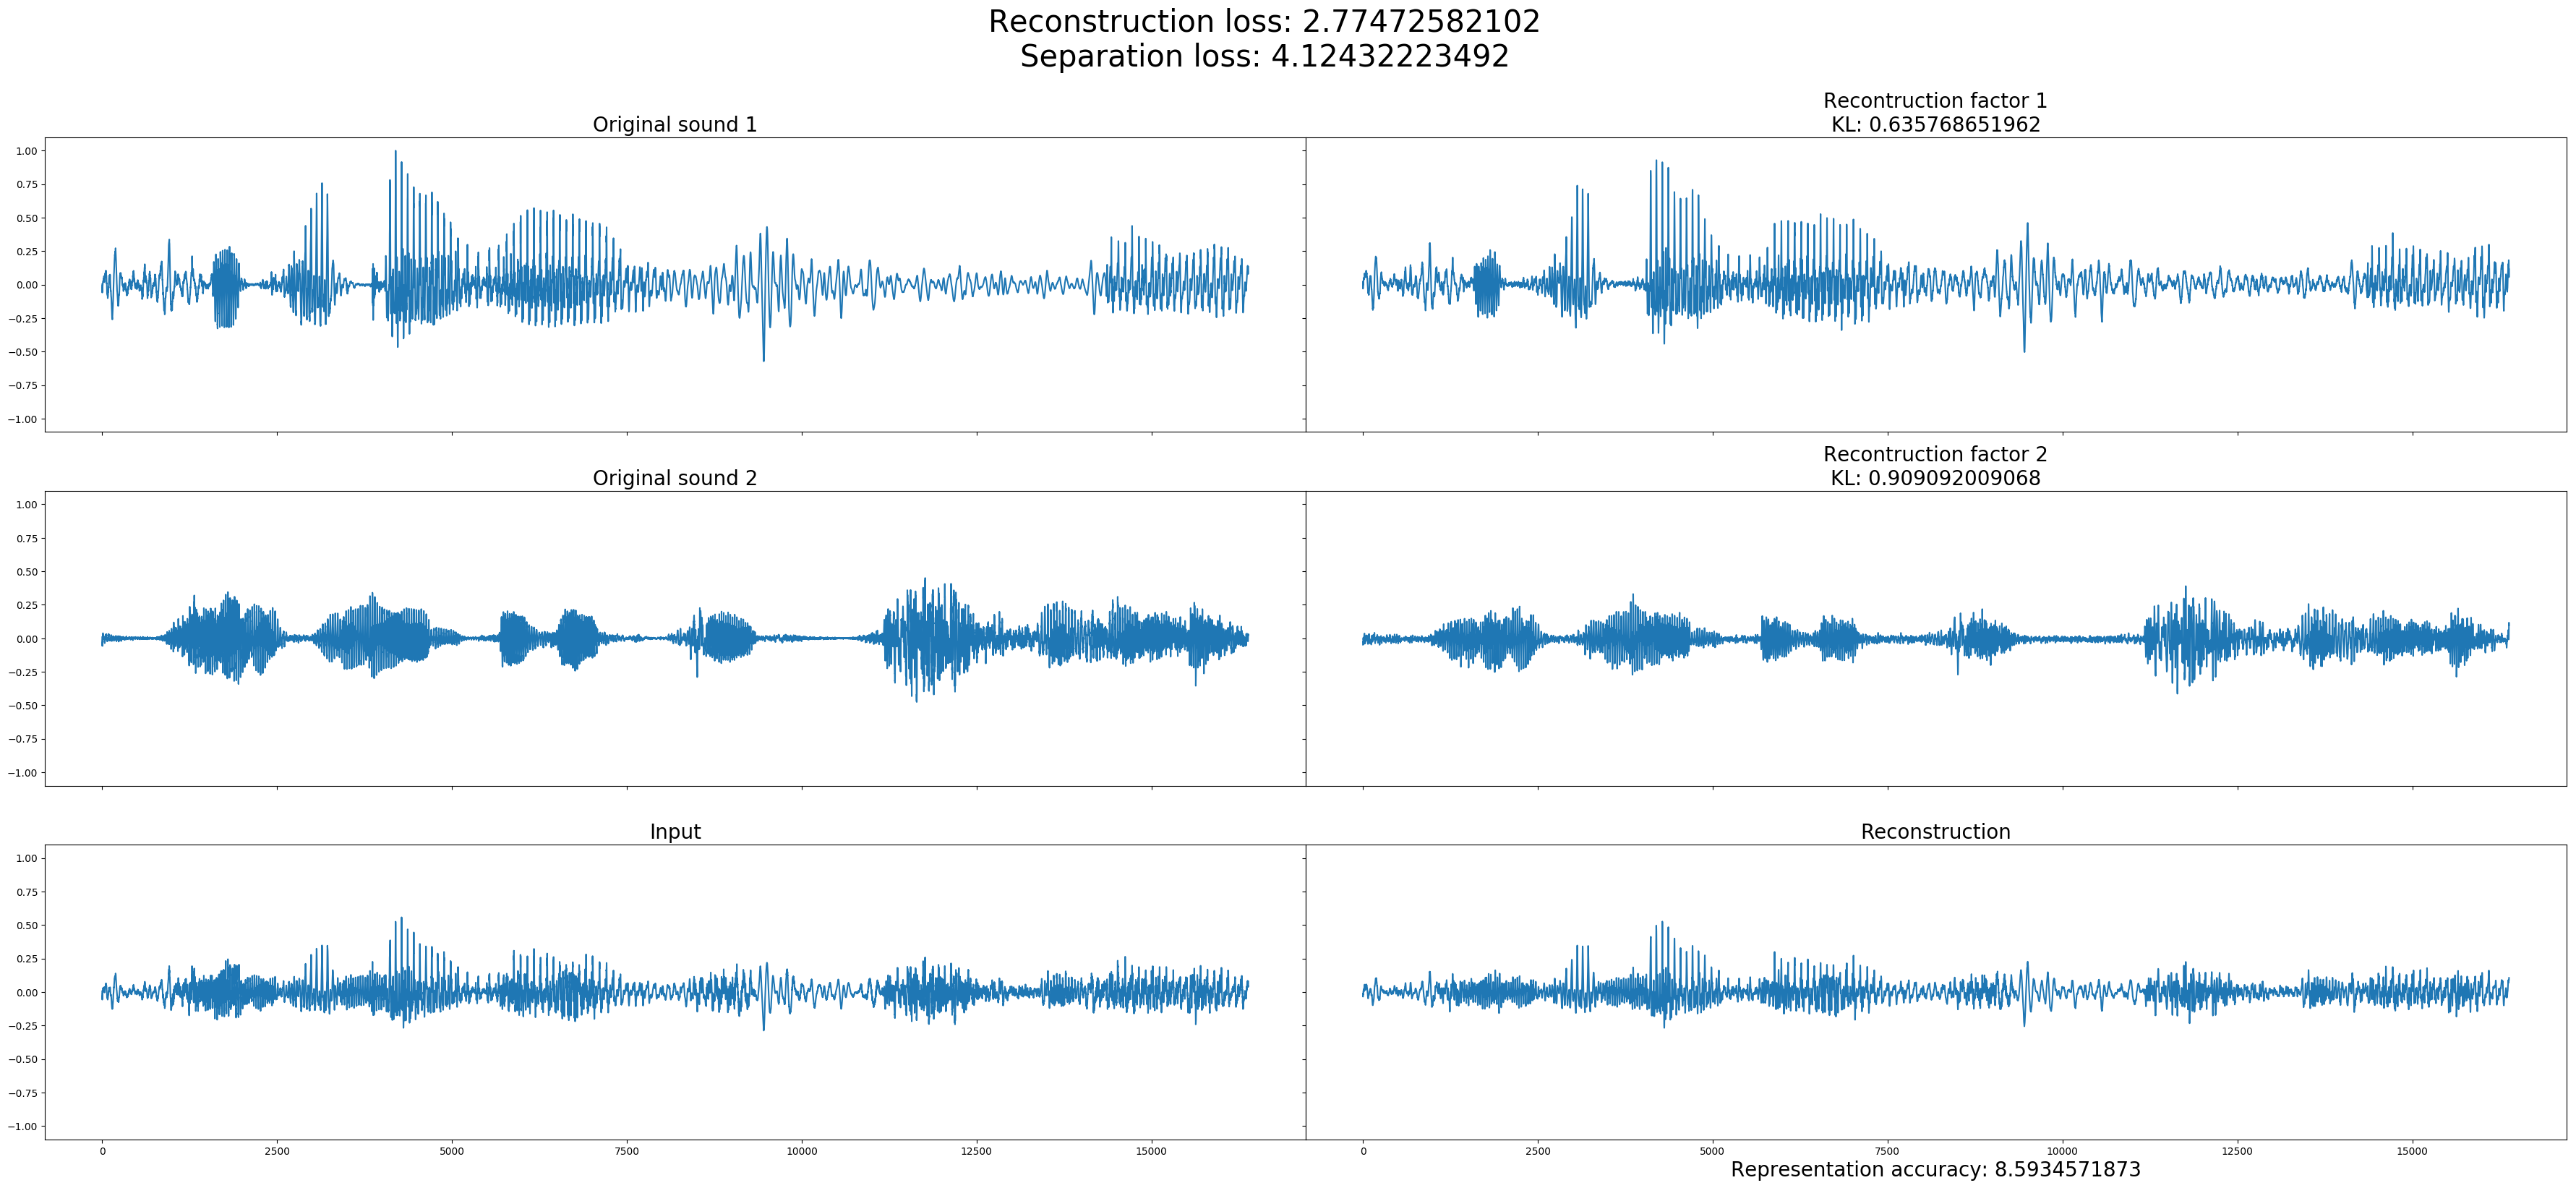 Reconstruction loss: 2.77472582102
Separation loss: 4.12432223492
Original sound 1
Recontruction factor 1
KL: 0.635768651962
1.00
0.75
0.50
0.25
0.00
−0.25
−0.50
−0.75
−1.00
Original sound 2
Recontruction factor 2
KL: 0.909092009068
1.00
0.75
0.50
0.25
0.00
−0.25
−0.50
−0.75
−1.00
Input
Reconstruction
1.00
0.75
0.50
0.25
0.00
−0.25
−0.50
−0.75
−1.00
0 2500 5000 7500 10000 12500 15000
0 2500 5000 7500 10000 12500 15000
Representation accuracy: 8.5934571873